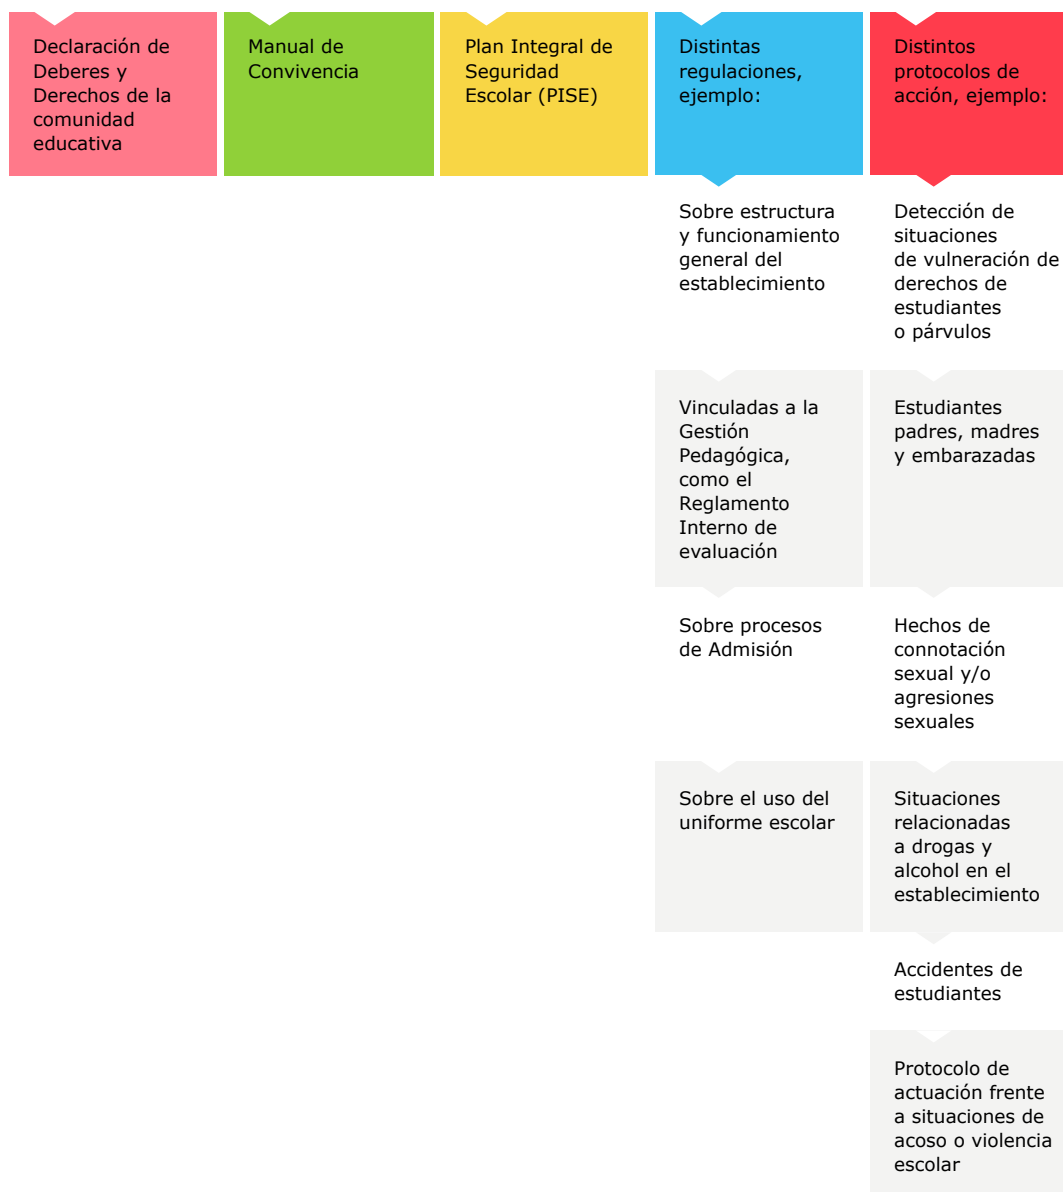 Declaración de
Deberes y
Derechos de la
comunidad
educativa
Manual de
Convivencia
Plan Integral de
Seguridad
Escolar (PISE)
Distintas
regulaciones,
ejemplo:
Distintos
protocolos de
acción, ejemplo:
Sobre estructura
y funcionamiento
general del
establecimiento
Detección de
situaciones
de vulneración de
derechos de
estudiantes
o párvulos
Vinculadas a la
Gestión
Pedagógica,
como el
Reglamento
Interno de
evaluación
Estudiantes
padres, madres
y embarazadas
Sobre procesos
de Admisión
Hechos de
connotación
sexual y/o
agresiones
sexuales
Sobre el uso del
uniforme escolar
Situaciones
relacionadas
a drogas y
alcohol en el
establecimiento
Accidentes de
estudiantes
Protocolo de
actuación frente
a situaciones de
acoso o violencia
escolar